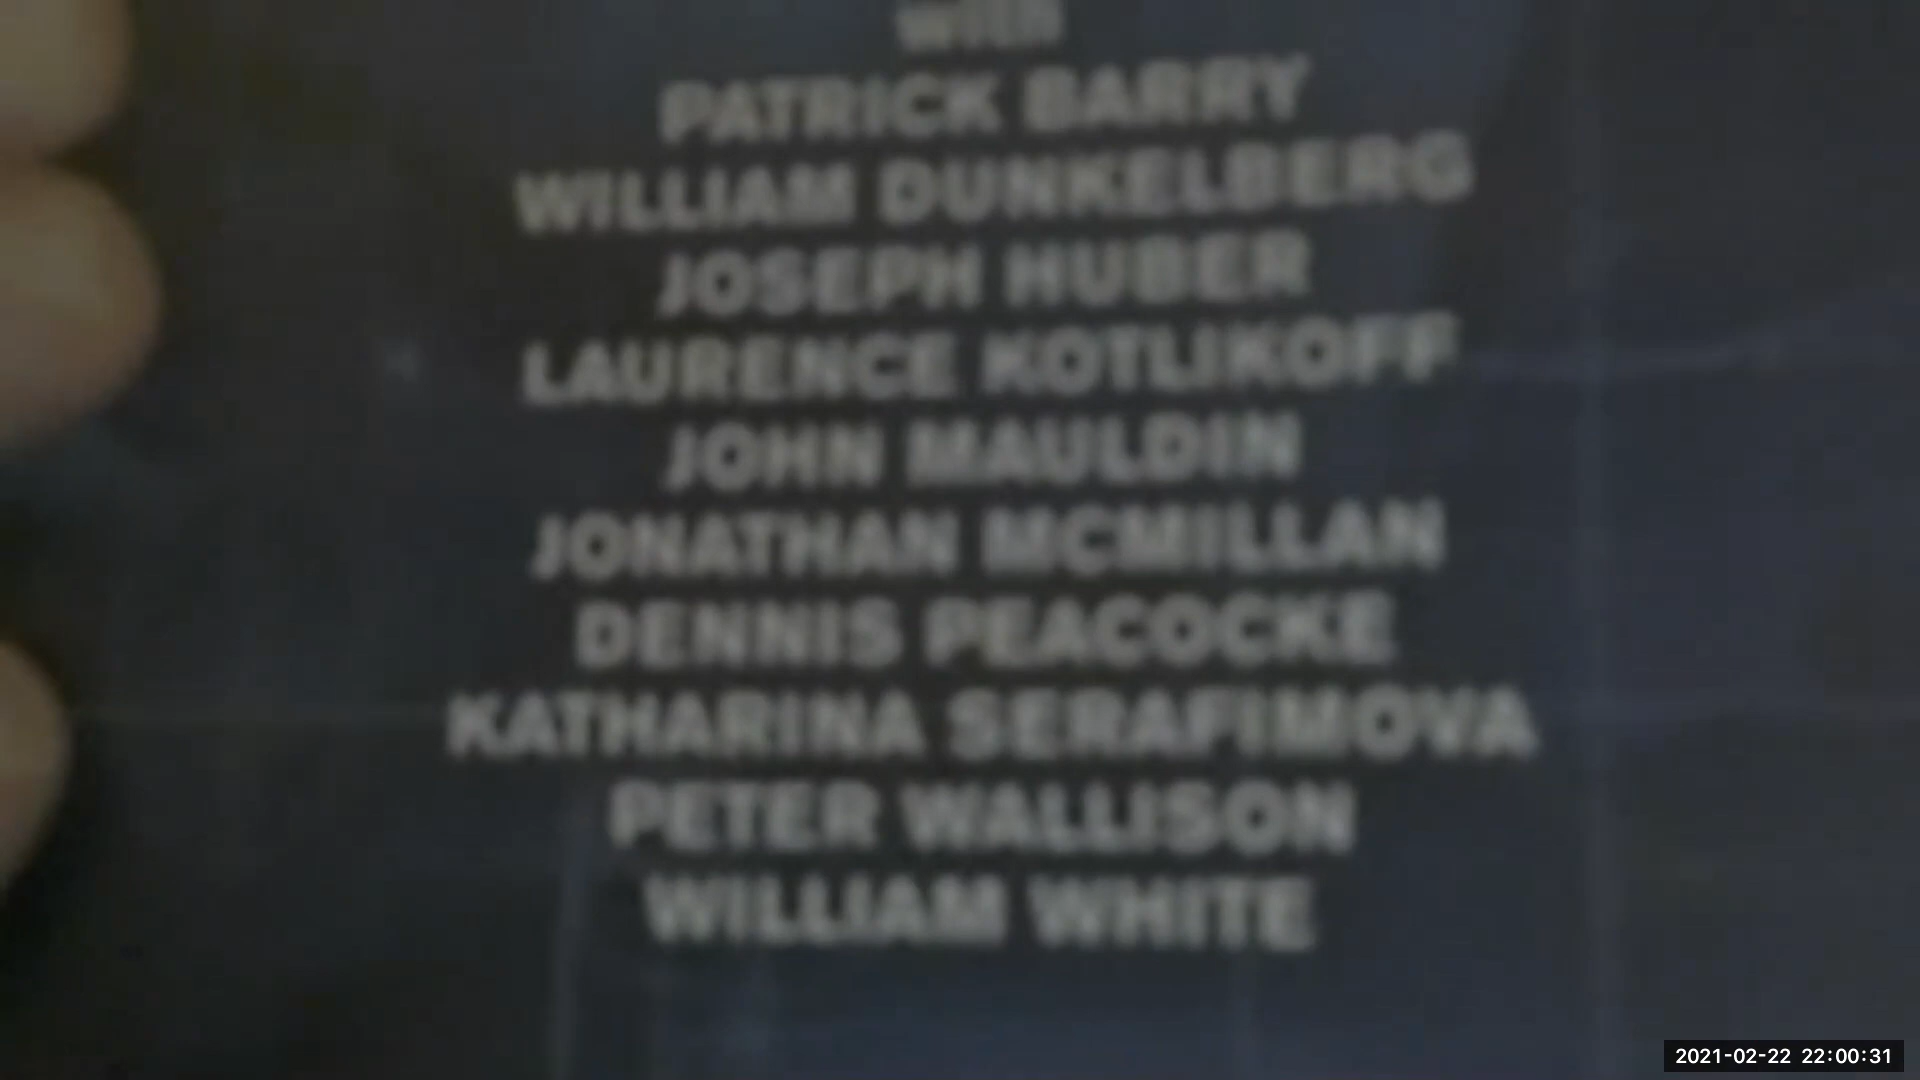 with
PATRICK BARRY
WILLIAM DUNKELBERG
JOSEPH HUBER
LAURENCE KOTLIKOFF
JOHN MAULDIN
JONATHAN MCMILLAN
DENNIS PEACOCKE
KATHARINA SERAFIMOVA
PETER WALLISON
WILLIAM WHITE
2021-02-22 22:00:31